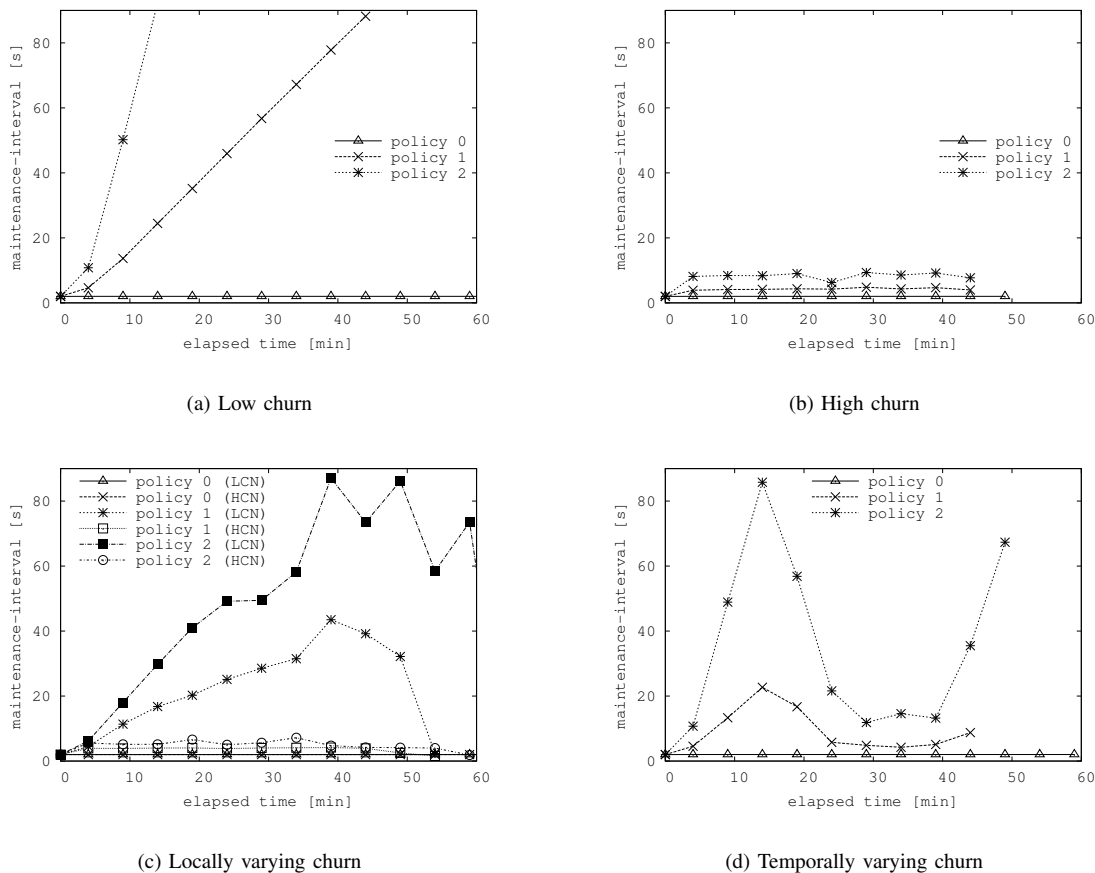 80
60
40
20
0
maintenance-interval [s]
policy 0
policy 1
policy 2
0 10 20 30 40 50 60
elapsed time [min]
(a) Low churn
80
60
40
20
0
maintenance-interval [s]
policy 0
policy 1
policy 2
0 10 20 30 40 50 60
elapsed time [min]
(b) High churn
80
60
40
20
0
maintenance-interval [s]
policy 0 (LCN)
policy 0 (HCN)
policy 1 (LCN)
policy 1 (HCN)
policy 2 (LCN)
policy 2 (HCN)
0 10 20 30 40 50 60
elapsed time [min]
(c) Locally varying churn
80
60
40
20
0
maintenance-interval [s]
policy 0
policy 1
policy 2
0 10 20 30 40 50 60
elapsed time [min]
(d) Temporally varying churn